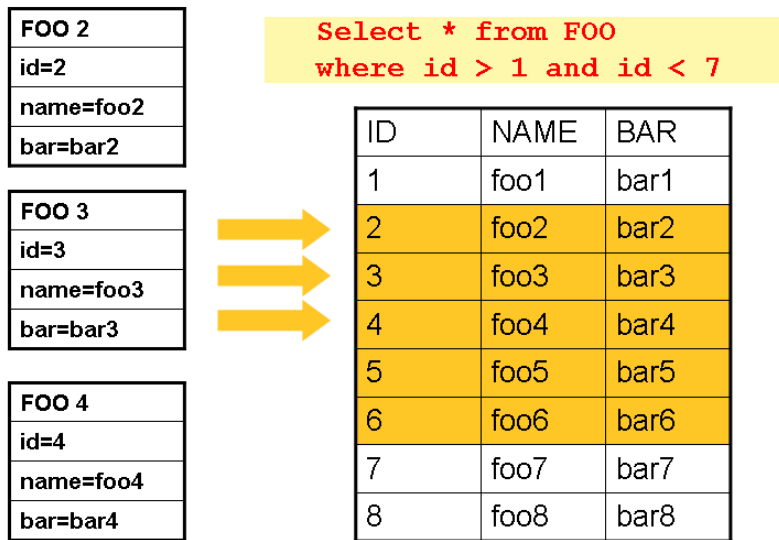 FOO 2
id=2
name=foo2
bar=bar2
FOO 3
id=3
name=foo3
bar=bar3
FOO 4
id=4
name=foo4
bar=bar4
Select * from FOO
where id > 1 and id < 7
ID NAME BAR
1 foo1 bar1
2 foo2 bar2
3 foo3 bar3
4 foo4 bar4
5 foo5 bar5
6 foo6 bar6
7 foo7 bar7
8 foo8 bar8